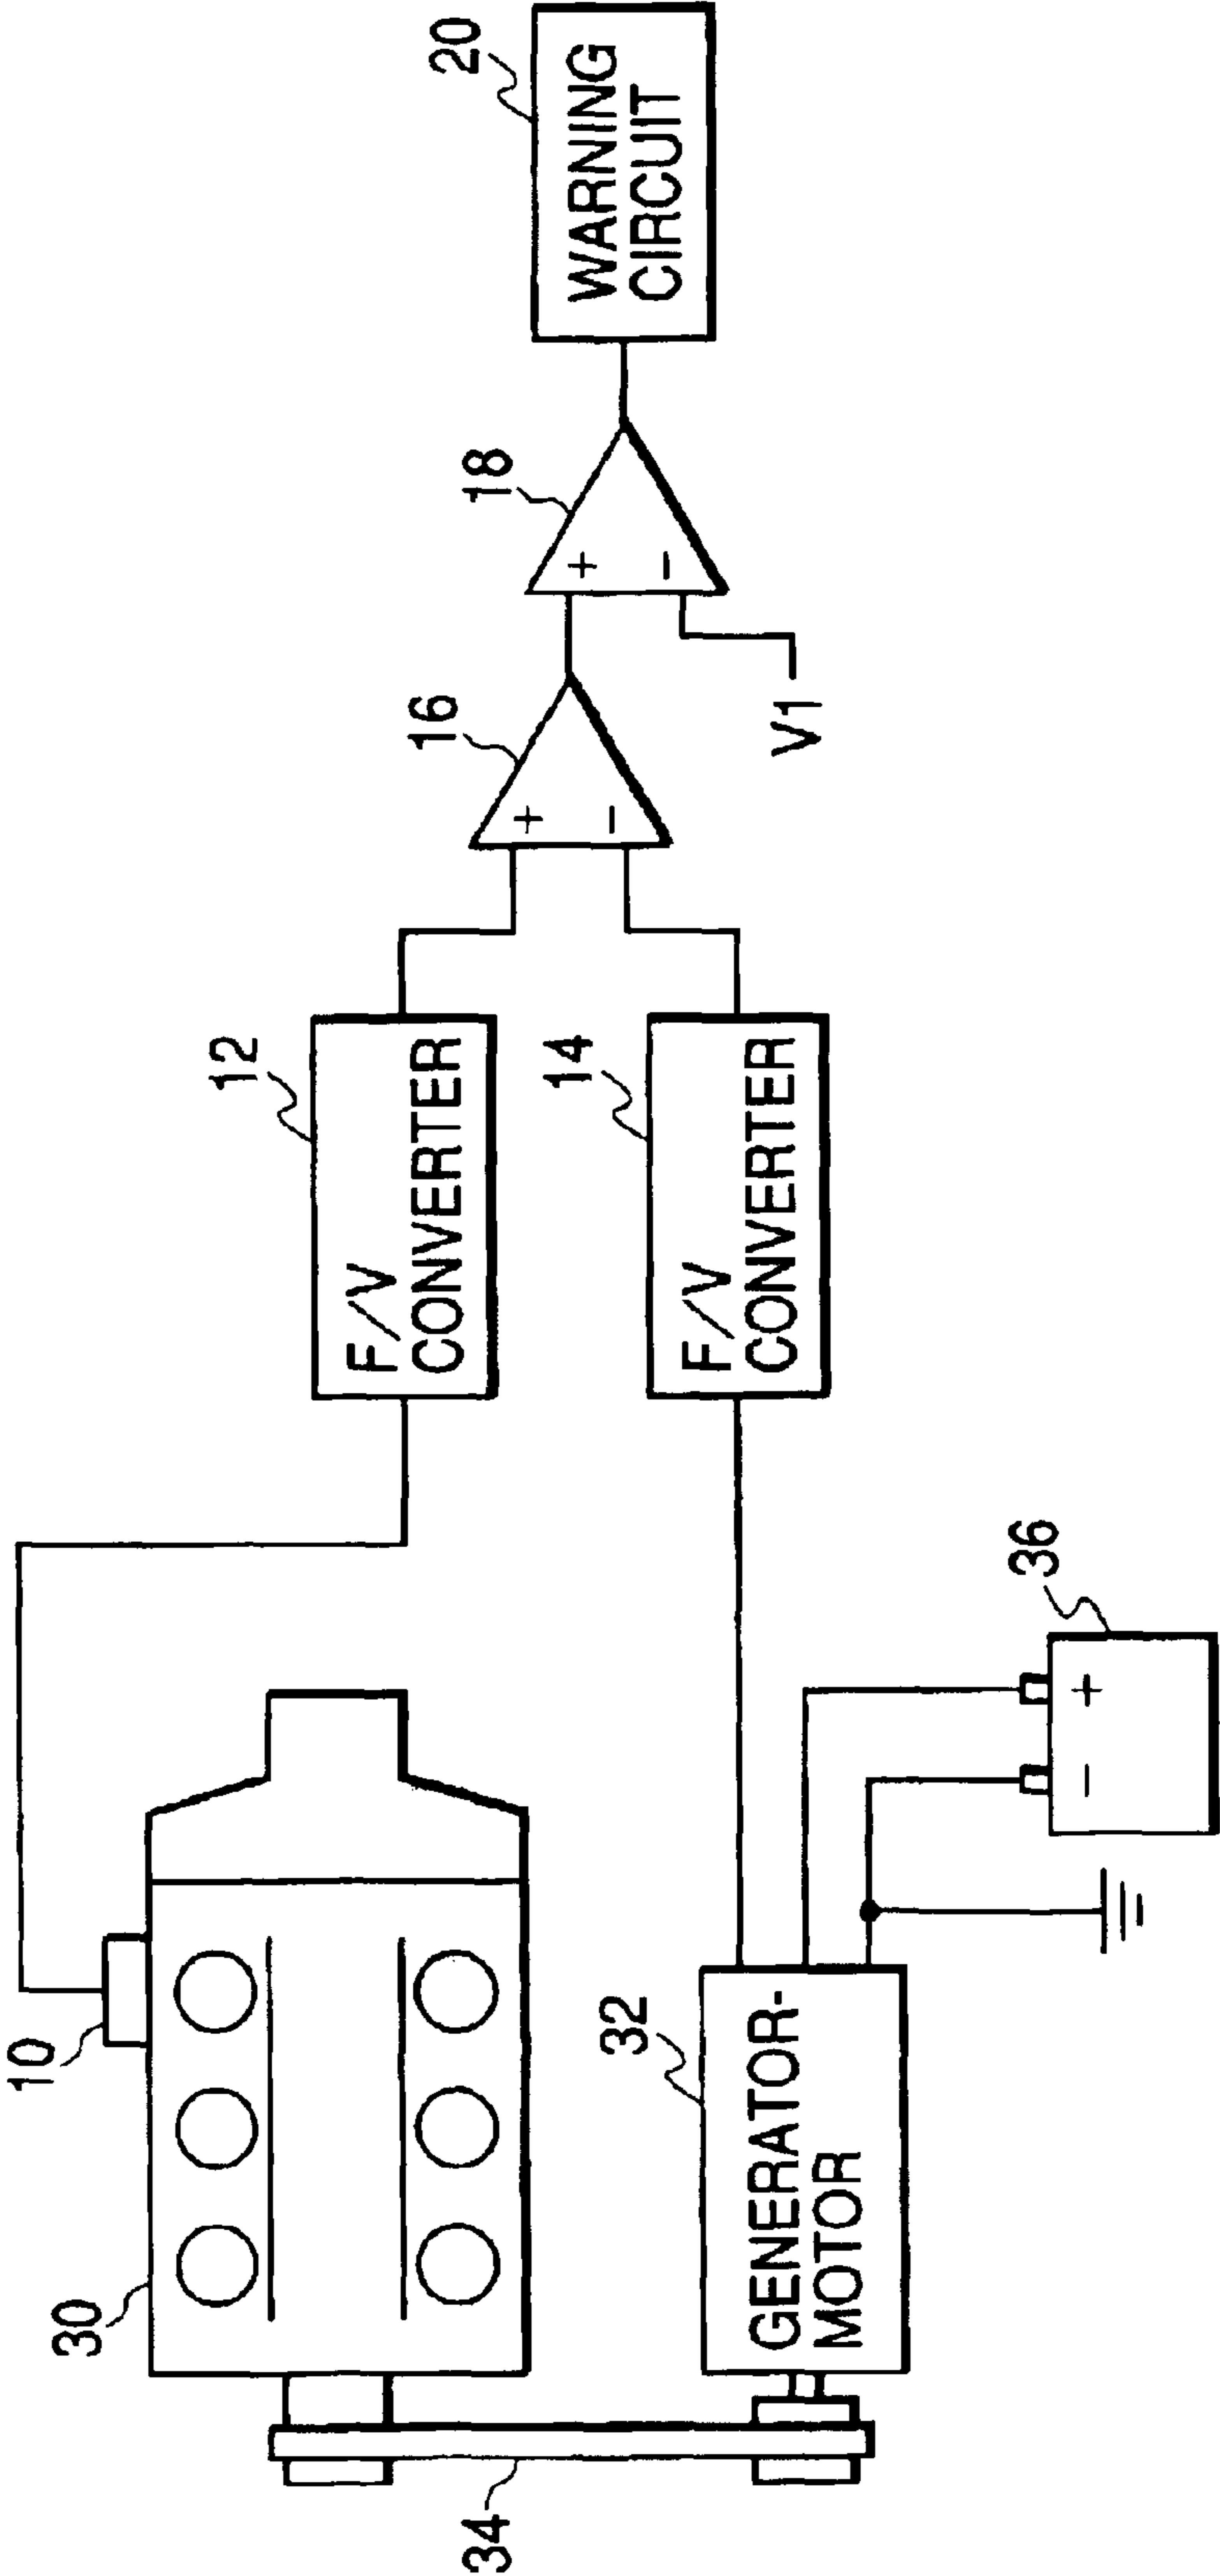 10
30
34
12
F/V
CONVERTER
14
F/V
CONVERTER
16
+
−
18
+
−
V1
20
WARNING
CIRCUIT
32
GENERATOR-
MOTOR
36
−
+